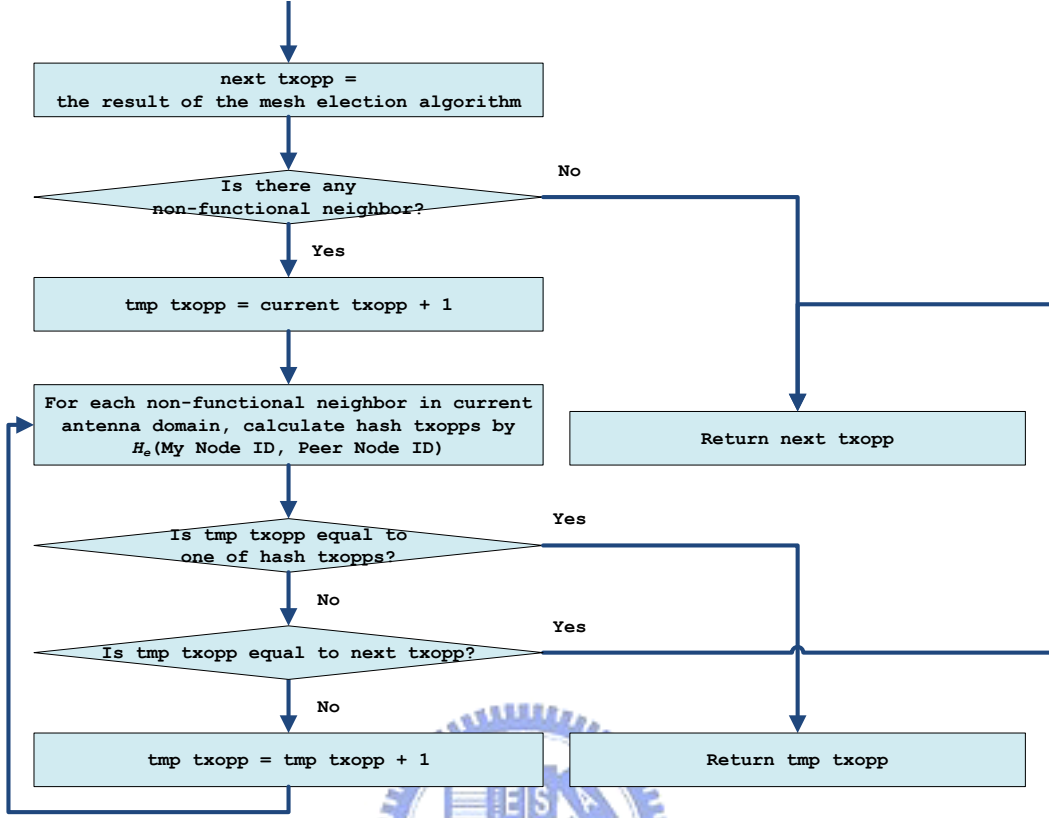 next txopp =
the result of the mesh election algorithm
No
Is there any
non-functional neighbor?
Yes
tmp txopp = current txopp + 1
For each non-functional neighbor in current
antenna domain, calculate hash txopps by
He(My Node ID, Peer Node ID)
Return next txopp
Yes
Is tmp txopp equal to
one of hash txopps?
No
Yes
Is tmp txopp equal to next txopp?
No
tmp txopp = tmp txopp + 1
Return tmp txopp
ESA